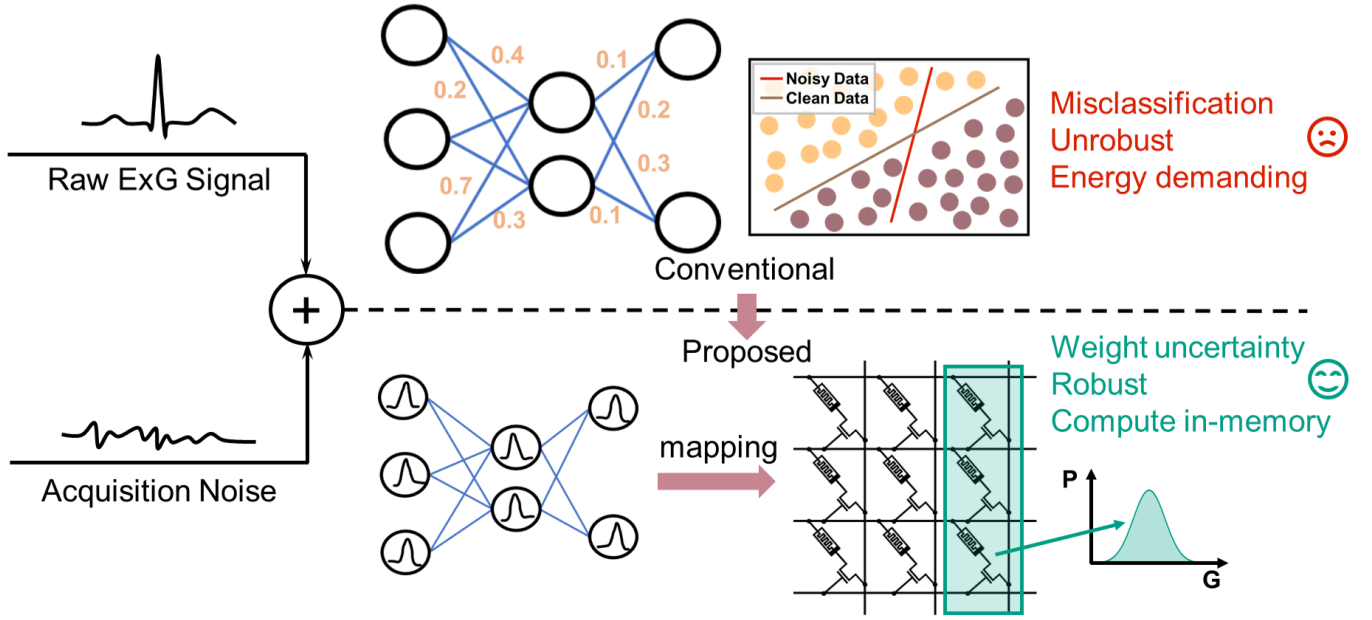 Raw ExG Signal
+
Acquisition Noise
0.4
0.2
0.7
0.3
0.1
0.2
0.3
0.1
Noisy Data
Clean Data
Misclassification
Unrobust
Energy demanding
Conventional
Proposed
mapping
Weight uncertainty
Robust
Compute in-memory
P
G